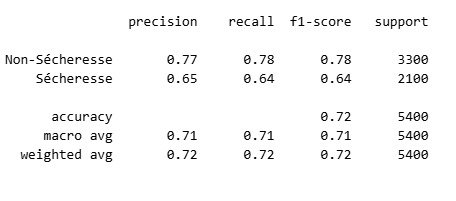 precision recall f1-score support
Non-Sécheresse 0.77 0.78 0.78 3300
Sécheresse 0.65 0.64 0.64 2100
accuracy 0.72 5400
macro avg 0.71 0.71 0.71 5400
weighted avg 0.72 0.72 0.72 5400